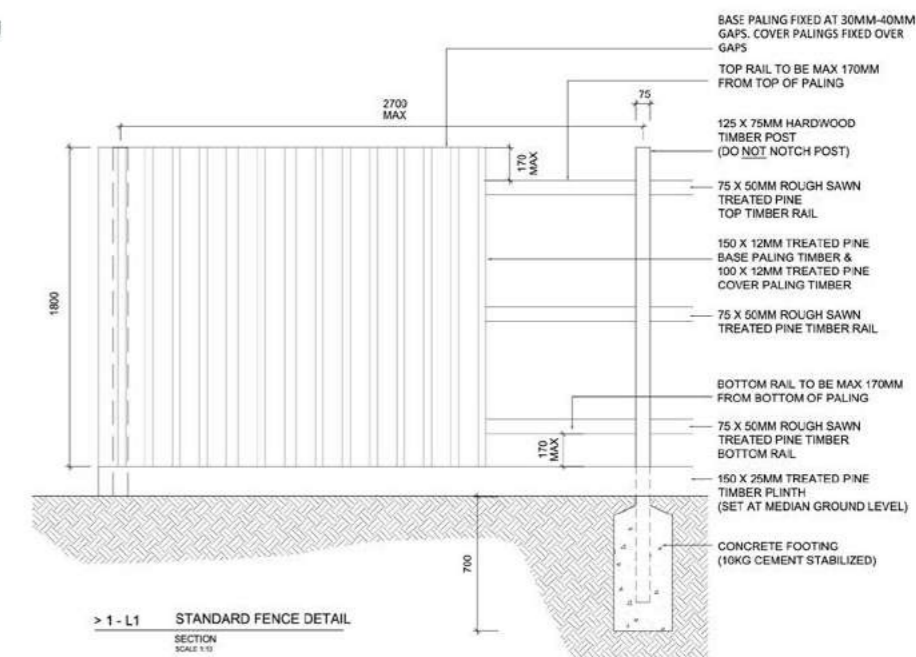 BASE PALING FIXED AT 30MM-40MM
GAPS. COVER PALINGS FIXED OVER
GAPS
TOP RAIL TO BE MAX 170MM
FROM TOP OF PALING
75
2700
MAX
125 X 75MM HARDWOOD
TIMBER POST
(DO NOT NOTCH POST)
170
MAX
75 X 50MM ROUGH SAWN
TREATED PINE
TOP TIMBER RAIL
150 X 12MM TREATED PINE
BASE PALING TIMBER &
100 X 12MM TREATED PINE
COVER PALING TIMBER
1800
75 X 50MM ROUGH SAWN
TREATED PINE TIMBER RAIL
BOTTOM RAIL TO BE MAX 170MM
FROM BOTTOM OF PALING
75 X 50MM ROUGH SAWN
TREATED PINE TIMBER
BOTTOM RAIL
170
MAX
150 X 25MM TREATED PINE
TIMBER PLINTH
(SET AT MEDIAN GROUND LEVEL)
CONCRETE FOOTING
(10KG CEMENT STABILIZED)
700
> 1 - L1 STANDARD FENCE DETAIL
SECTION
SCALE 1:10